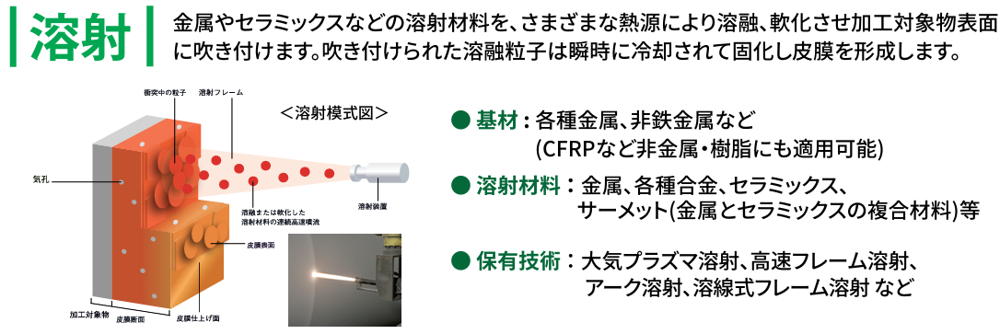 溶射
金属やセラミックスなどの溶射材料を、さまざまな熱源により溶融、軟化させ加工対象物表面
に吹き付けます。吹き付けられた溶融粒子は瞬時に冷却されて固化し皮膜を形成します。
衝突中の粒子
溶射フレーム
＜溶射模式図＞
気孔
溶射装置
溶融または軟化した
溶射材料の連続高速噴流
皮膜表面
加工対象物
皮膜断面
皮膜仕上げ面
● 基材：各種金属、非鉄金属など
(CFRPなど非金属・樹脂にも適用可能)
● 溶射材料：金属、各種合金、セラミックス、
サーメット(金属とセラミックスの複合材料)等
● 保有技術：大気プラズマ溶射、高速フレーム溶射、
アーク溶射、溶線式フレーム溶射 など